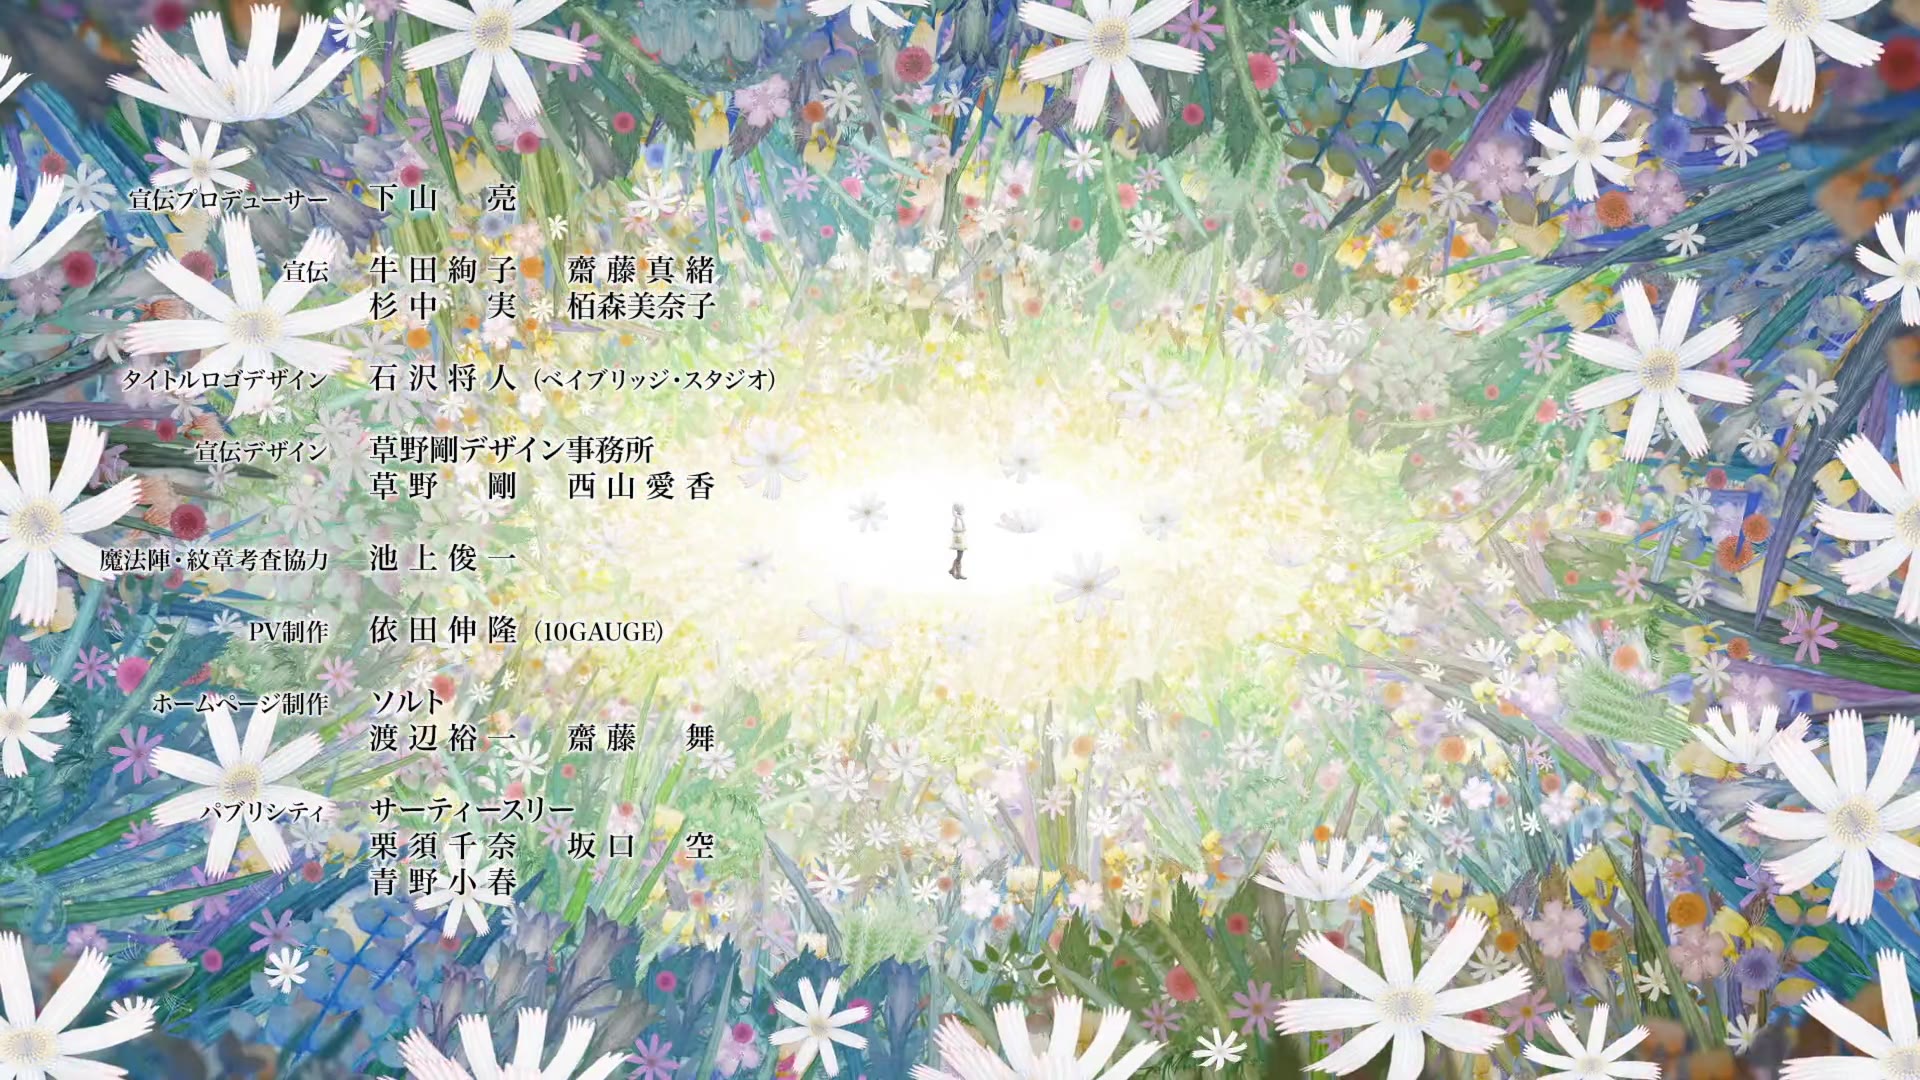 宣伝プロデューサー 下山 亮
宣伝 牛田絢子 齋藤真緒
杉中 実 栢森美奈子
タイトルロゴデザイン 石沢将人（ベイブリッジ・スタジオ）
宣伝デザイン 草野剛デザイン事務所
草野 剛 西山愛香
魔法陣・紋章考査協力 池上俊一
PV制作 依田伸隆（10GAUGE）
ホームページ制作 ソルト
渡辺裕一 齋藤 舞
パブリシティ サーティースリー
栗須千奈 坂口 空
青野小春